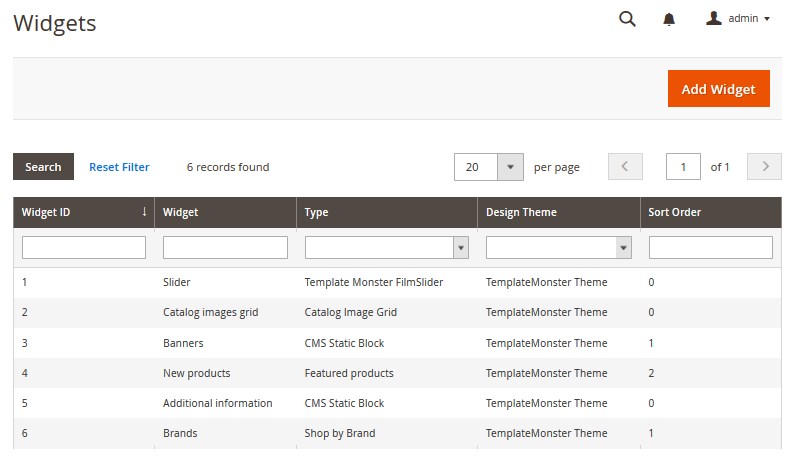 Widgets
admin
Add Widget
Search Reset Filter 6 records found 20 per page 1 of 1
Widget ID ↓ Widget Type Design Theme Sort Order
1 Slider Template Monster FilmSlider TemplateMonster Theme 0
2 Catalog images grid Catalog Image Grid TemplateMonster Theme 0
3 Banners CMS Static Block TemplateMonster Theme 1
4 New products Featured products TemplateMonster Theme 2
5 Additional information CMS Static Block TemplateMonster Theme 0
6 Brands Shop by Brand TemplateMonster Theme 1